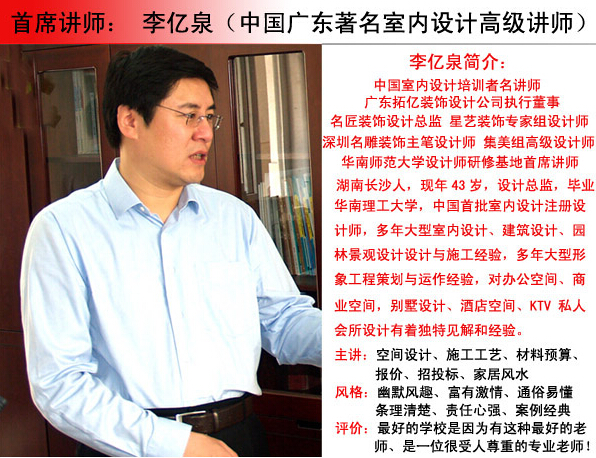 首席讲师： 李亿泉（中国广东著名室内设计高级讲师）
李亿泉简介：
中国室内设计培训者名讲师
广东拓亿装饰设计公司执行董事
名匠装饰设计总监 星艺装饰专家组设计师
深圳名雕装饰主笔设计师 集美组高级设计师
华南师范大学设计师研修基地首席讲师
湖南长沙人，现年 43 岁，设计总监，毕业
华南理工大学，中国首批室内设计注册设
计师，多年大型室内设计、建筑设计、园
林景观设计设计与施工经验，多年大型形
象工程策划与运作经验，对办公空间、商
业空间，别墅设计、酒店空间、KTV 私人
会所设计有着独特见解和经验。
主讲：空间设计、施工工艺、材料预算、
报价、招投标、家居风水
风格：幽默风趣、富有激情、通俗易懂
条理清楚、责任心强、案例经典
评价：最好的学校是因为有这种最好的老
师、是一位很受人尊重的专业老师！